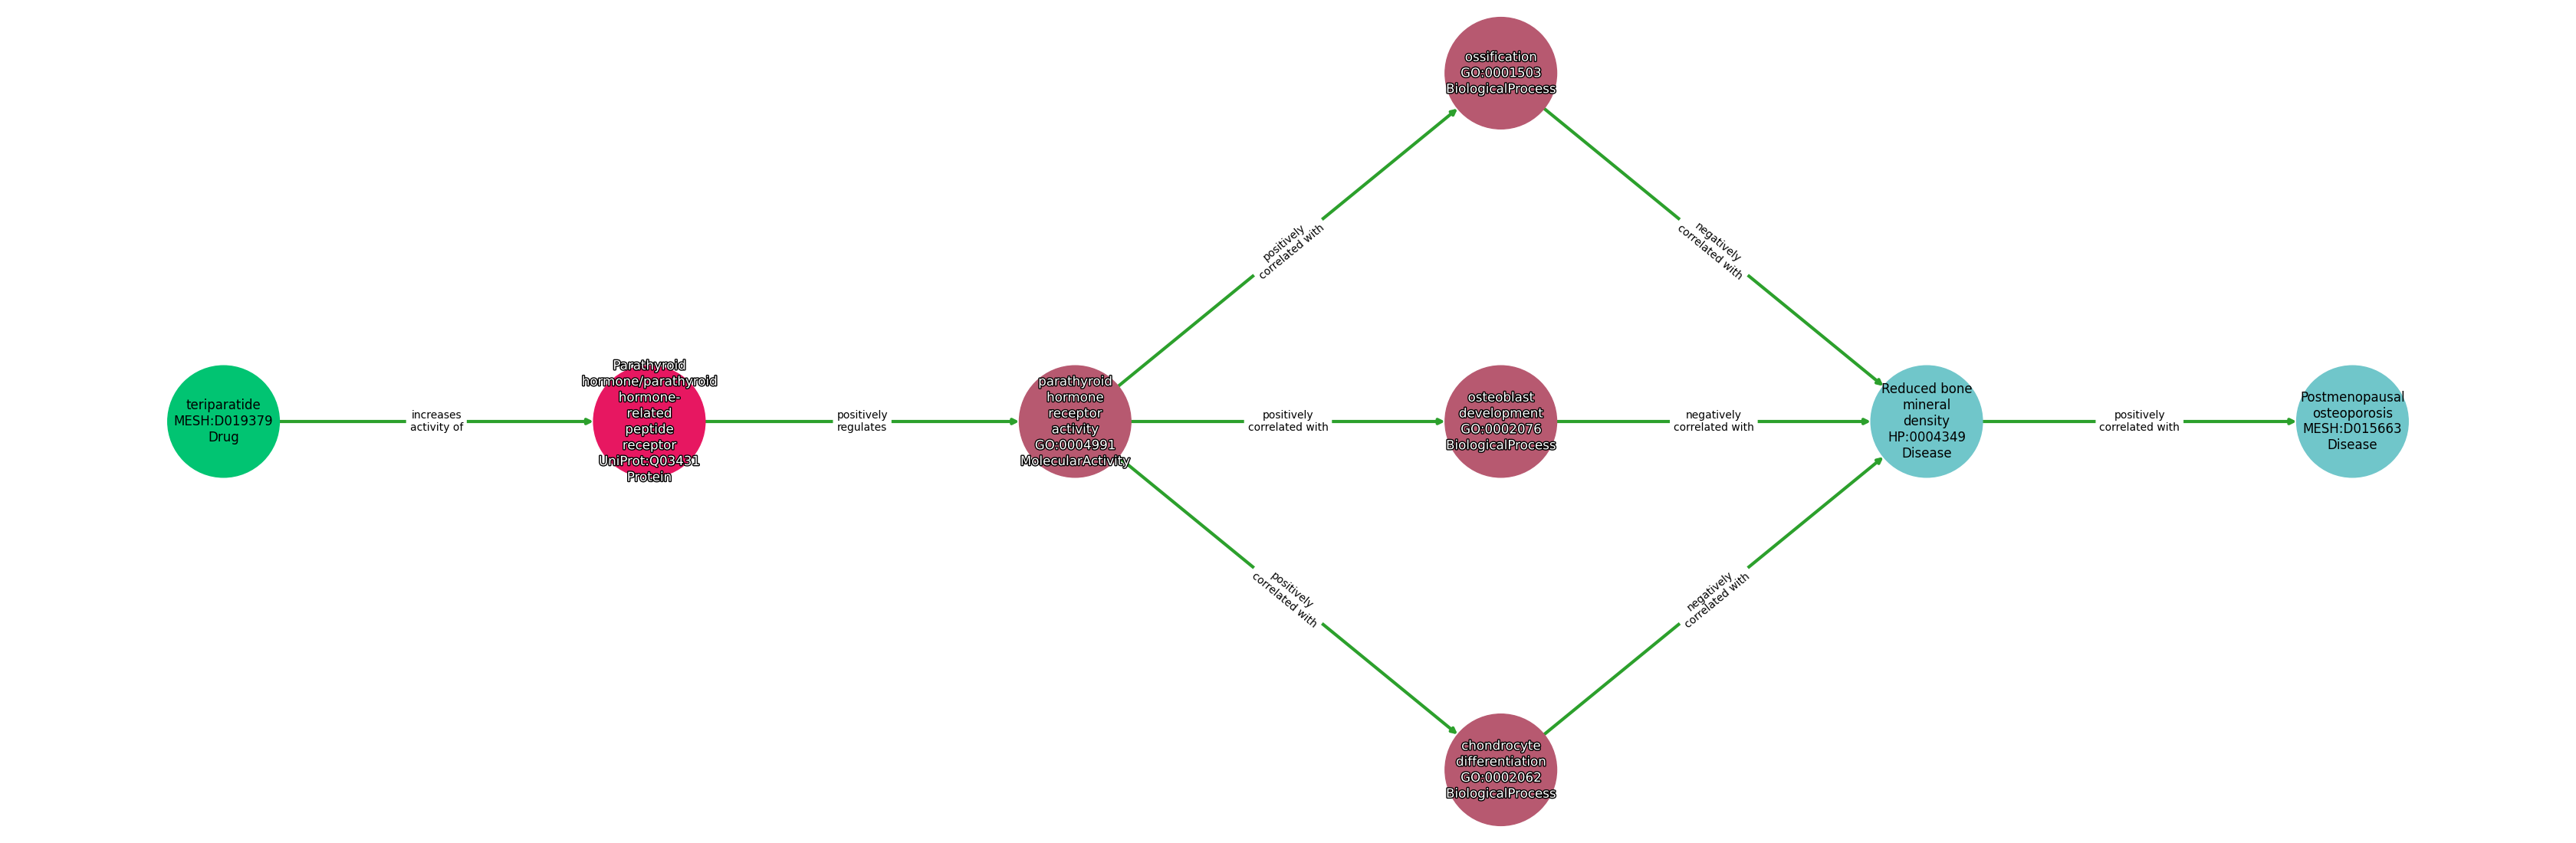 teriparatide
MESH:D019379
Drug
increases
activity of
Parathyroid
hormone/parathyroid
hormone-
related
peptide
receptor
UniProt:Q03431
Protein
positively
regulates
parathyroid
hormone
receptor
activity
GO:0004991
MolecularActivity
positively
correlated with
positively
correlated with
positively
correlated with
ossification
GO:0001503
BiologicalProcess
osteoblast
development
GO:0002076
BiologicalProcess
chondrocyte
differentiation
GO:0002062
BiologicalProcess
negatively
correlated with
negatively
correlated with
negatively
correlated with
Reduced bone
mineral
density
HP:0004349
Disease
positively
correlated with
Postmenopausal
osteoporosis
MESH:D015663
Disease